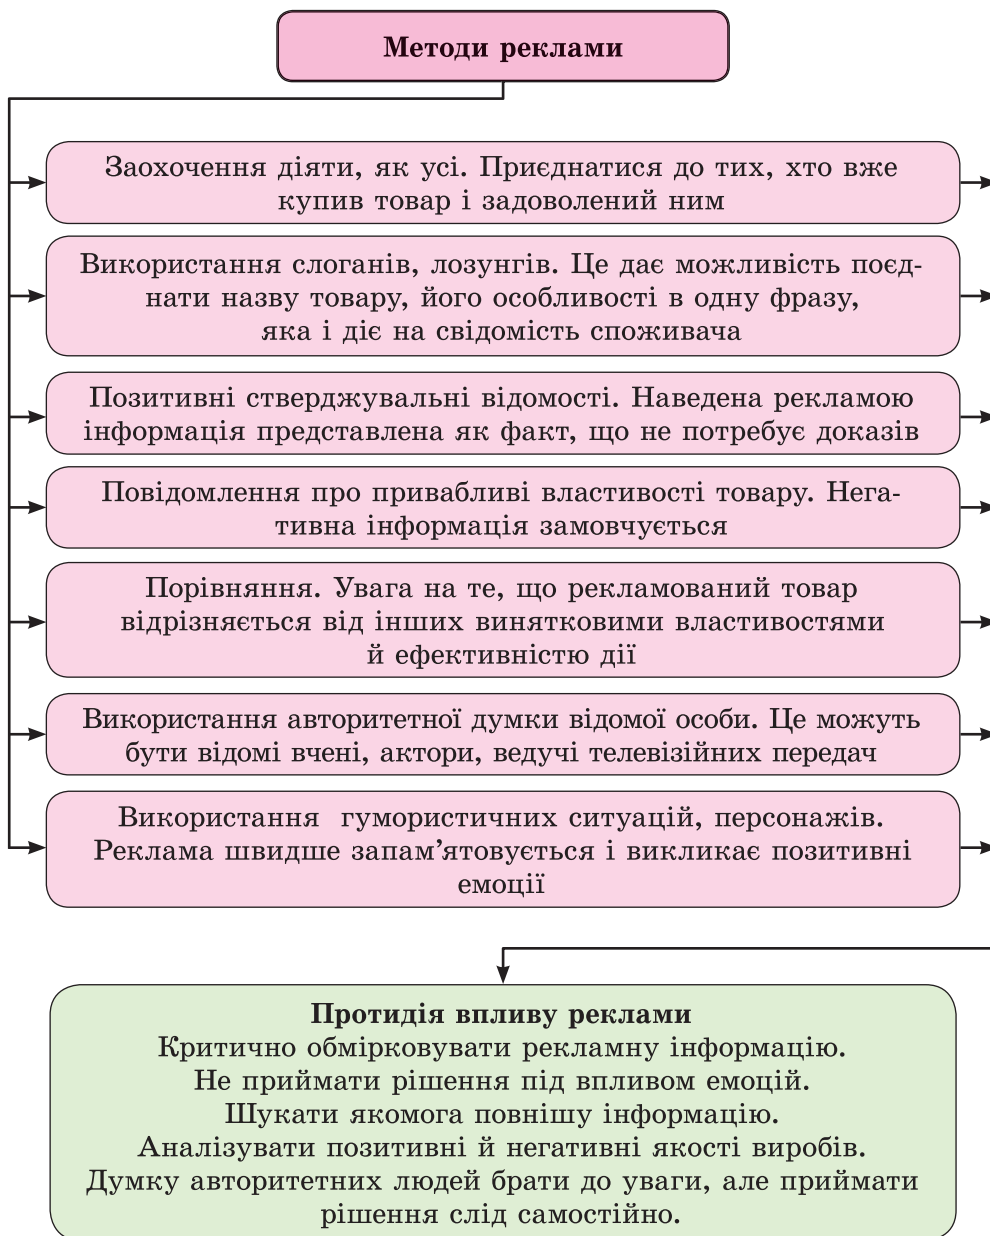 Методи реклами
Заохочення діяти, як усі. Приєднатися до тих, хто вже
купив товар і задоволений ним
Використання слоганів, лозунгів. Це дає можливість поєд-
нати назву товару, його особливості в одну фразу,
яка і діє на свідомість споживача
Позитивні стверджувальні відомості. Наведена рекламою
інформація представлена як факт, що не потребує доказів
Повідомлення про привабливі властивості товару. Нега-
тивна інформація замовчується
Порівняння. Увага на те, що рекламований товар
відрізняється від інших винятковими властивостями
й ефективністю дії
Використання авторитетної думки відомої особи. Це можуть
бути відомі вчені, актори, ведучі телевізійних передач
Використання гумористичних ситуацій, персонажів.
Реклама швидше запам’ятовується і викликає позитивні
емоції
Протидія впливу реклами
Критично обмірковувати рекламну інформацію.
Не приймати рішення під впливом емоцій.
Шукати якомога повнішу інформацію.
Аналізувати позитивні й негативні якості виробів.
Думку авторитетних людей брати до уваги, але приймати
рішення слід самостійно.